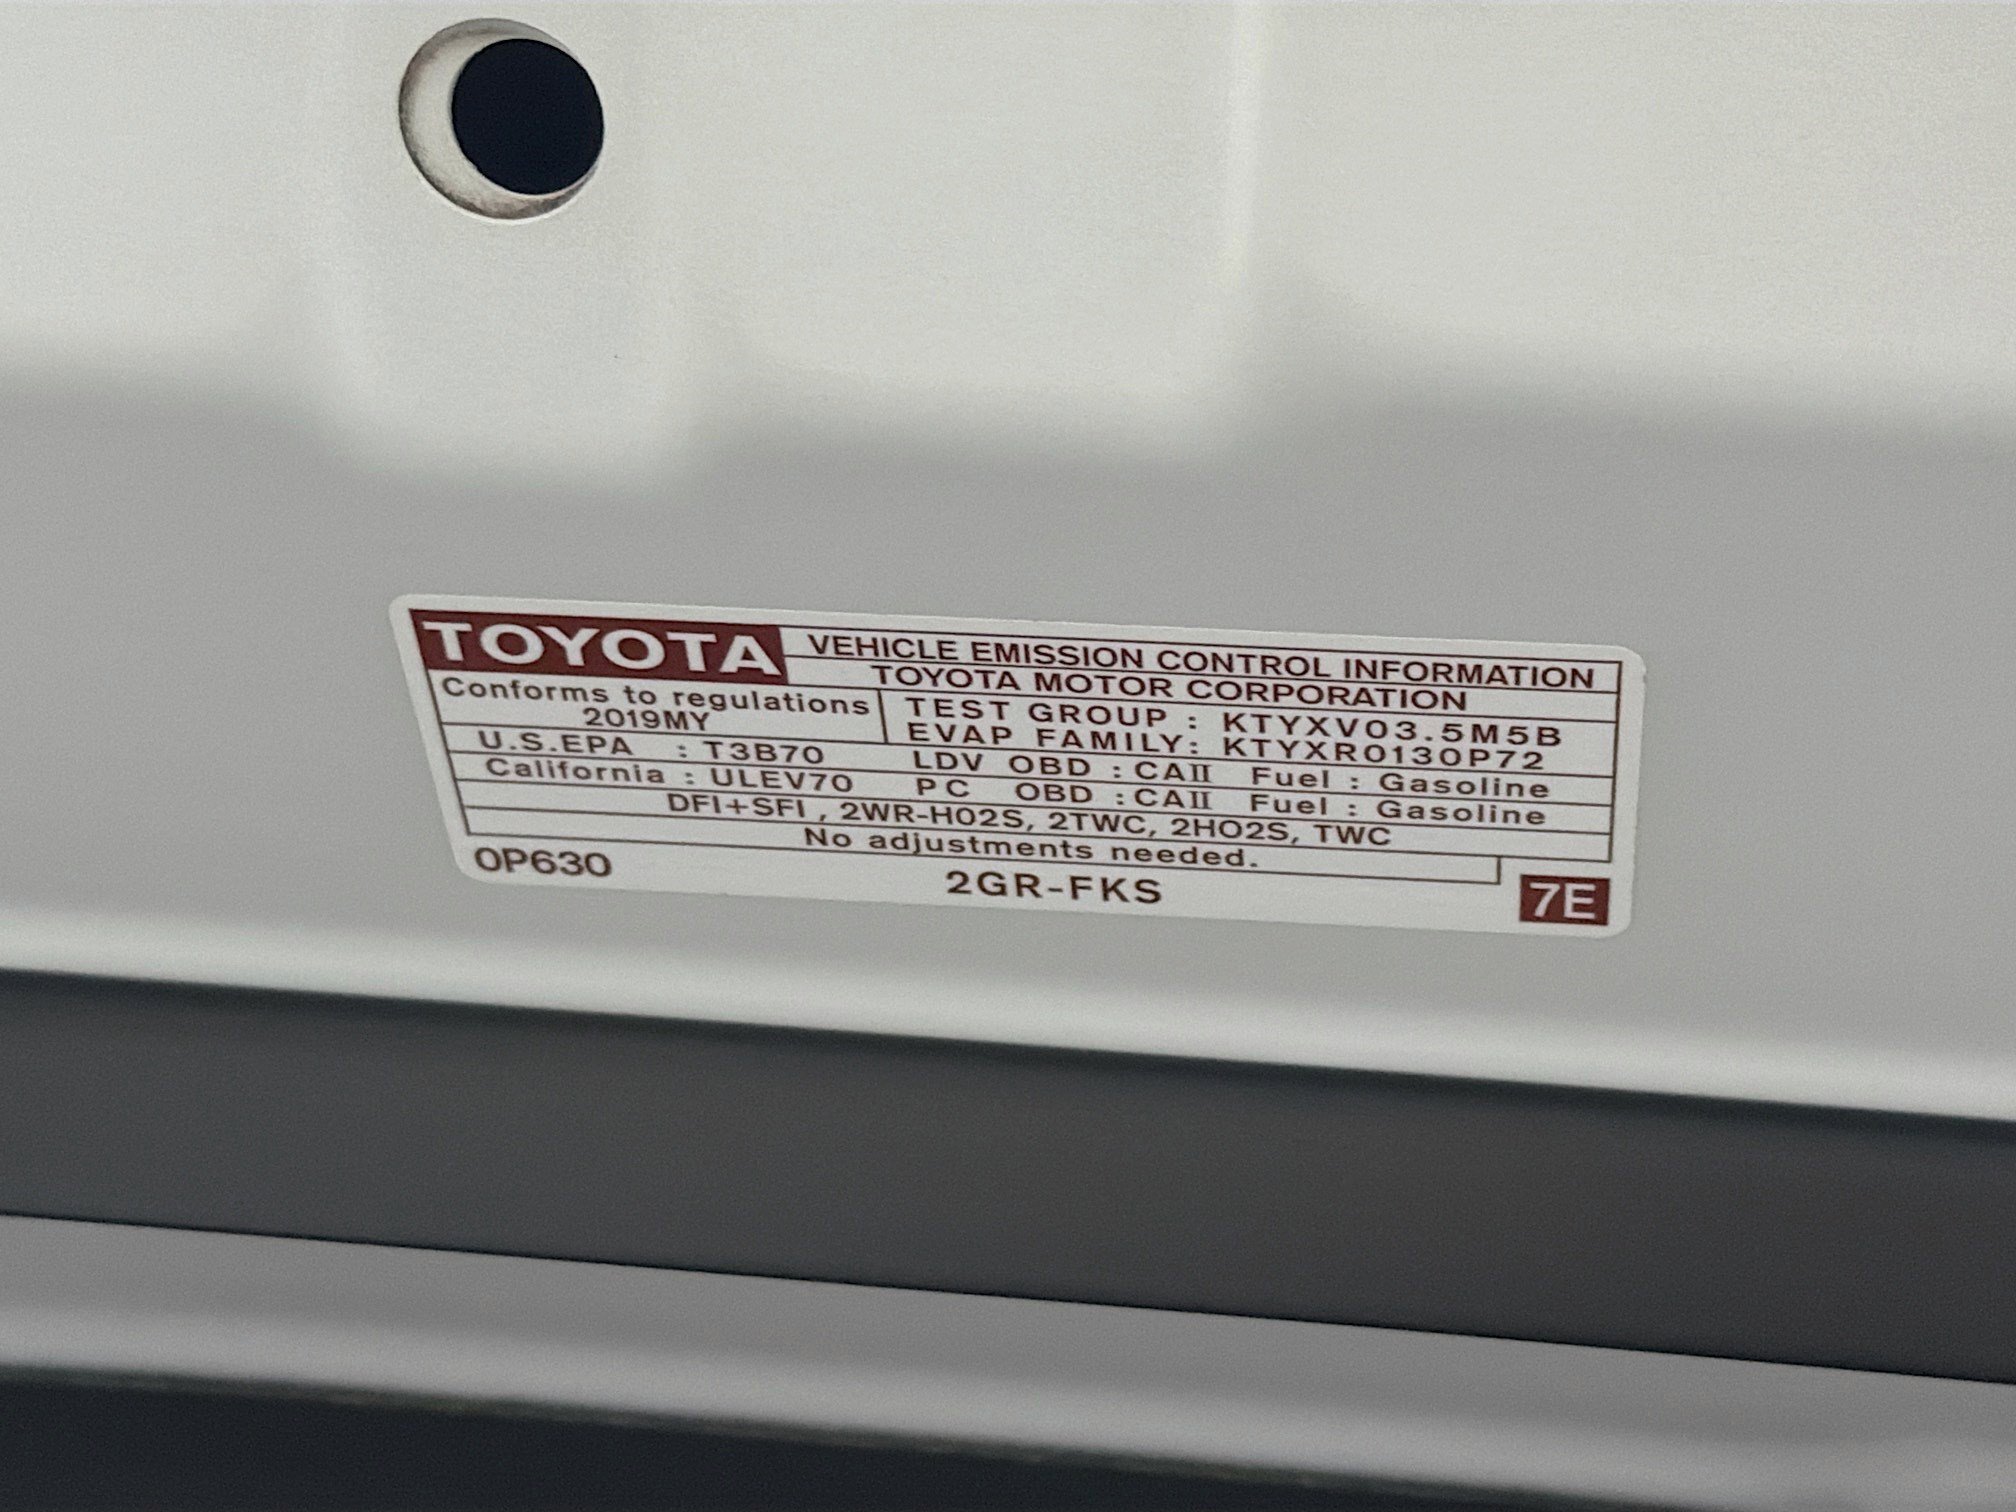 TOYOTA VEHICLE EMISSION CONTROL INFORMATION
TOYOTA MOTOR CORPORATION
Conforms to regulations
2019MY
TEST GROUP : KTYXV03.5M5B
EVAP FAMILY: KTYXR0130P72
U.S.EPA : T3B70 LDV OBD : CAII Fuel : Gasoline
California : ULEV70 PC OBD : CAII Fuel : Gasoline
DFI+SFI , 2WR-HO2S, 2TWC, 2HO2S, TWC
No adjustments needed.
0P630 2GR-FKS 7E